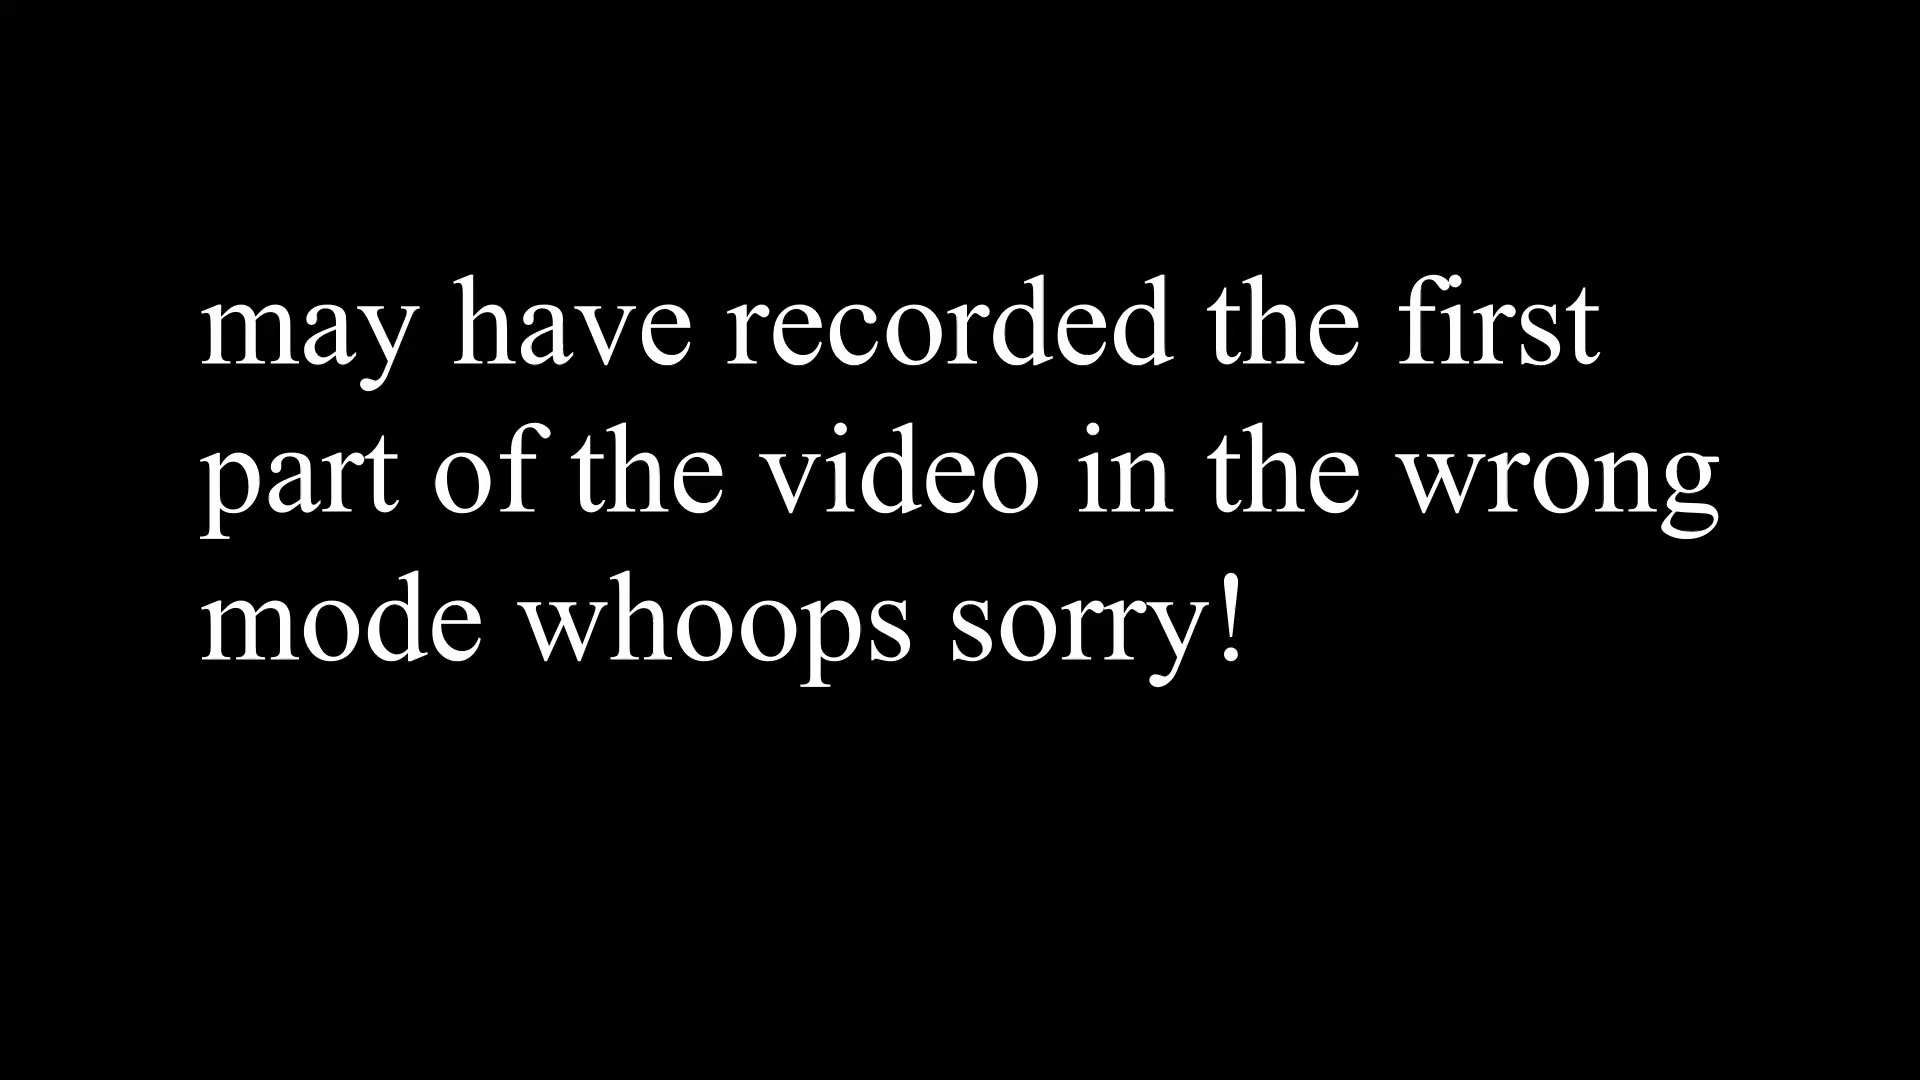 may have recorded the first
part of the video in the wrong
mode whoops sorry!